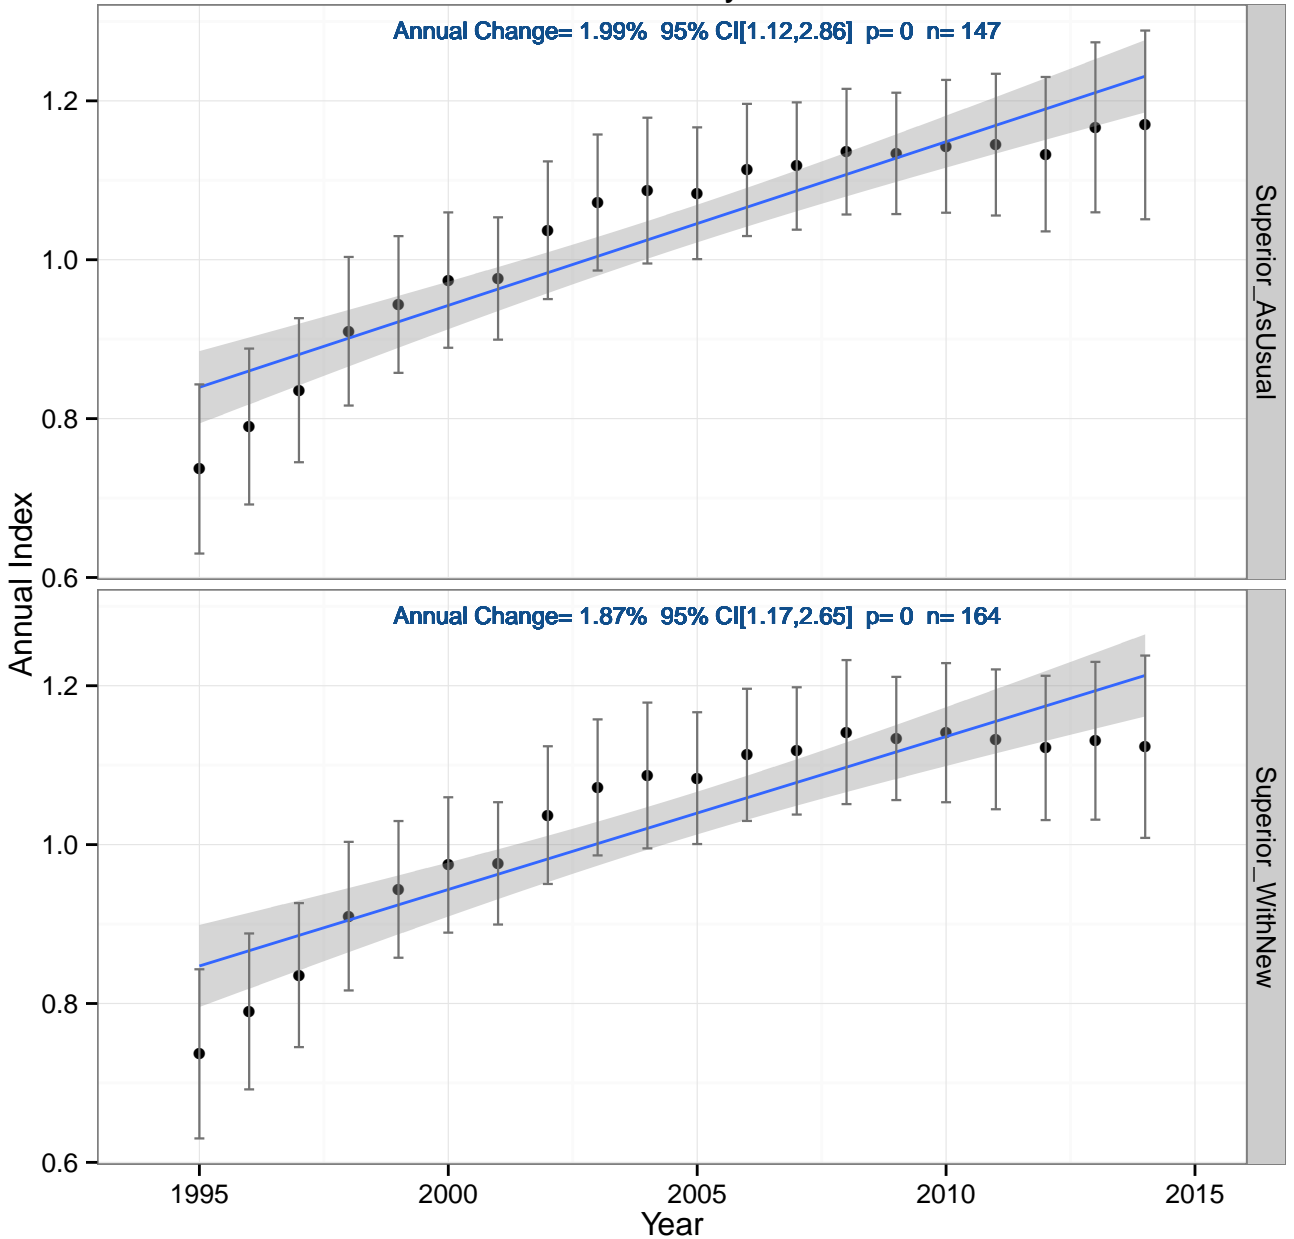 Annual Change= 1.99%  95% CI[1.12,2.86]  p= 0  n= 147
1.2
1.0
0.8
0.6
Superior_AsUsual
Annual Index
Annual Change= 1.87%  95% CI[1.17,2.65]  p= 0  n= 164
1.2
1.0
0.8
0.6
Superior_WithNew
1995 2000 2005 2010 2015
Year